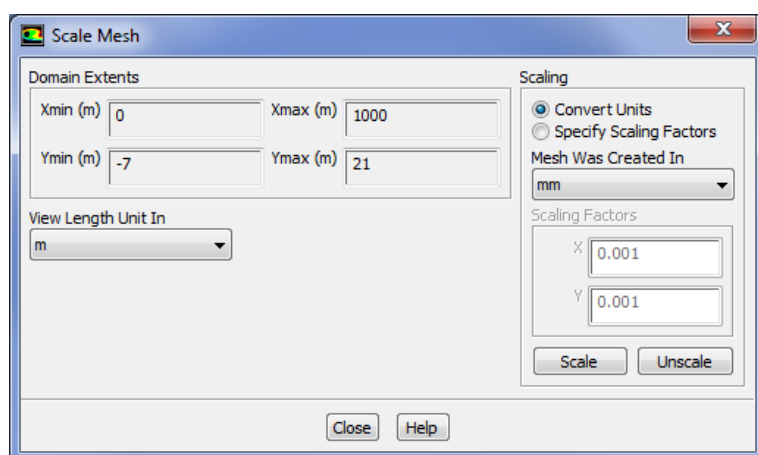 Scale Mesh
Domain Extents
Xmin (m) 0 Xmax (m) 1000
Ymin (m) -7 Ymax (m) 21
View Length Unit In
m
Scaling
Convert Units
Specify Scaling Factors
Mesh Was Created In
mm
Scaling Factors
X 0.001
Y 0.001
Scale Unscale
Close Help